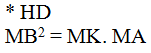 * HD
MB² = MK. MA